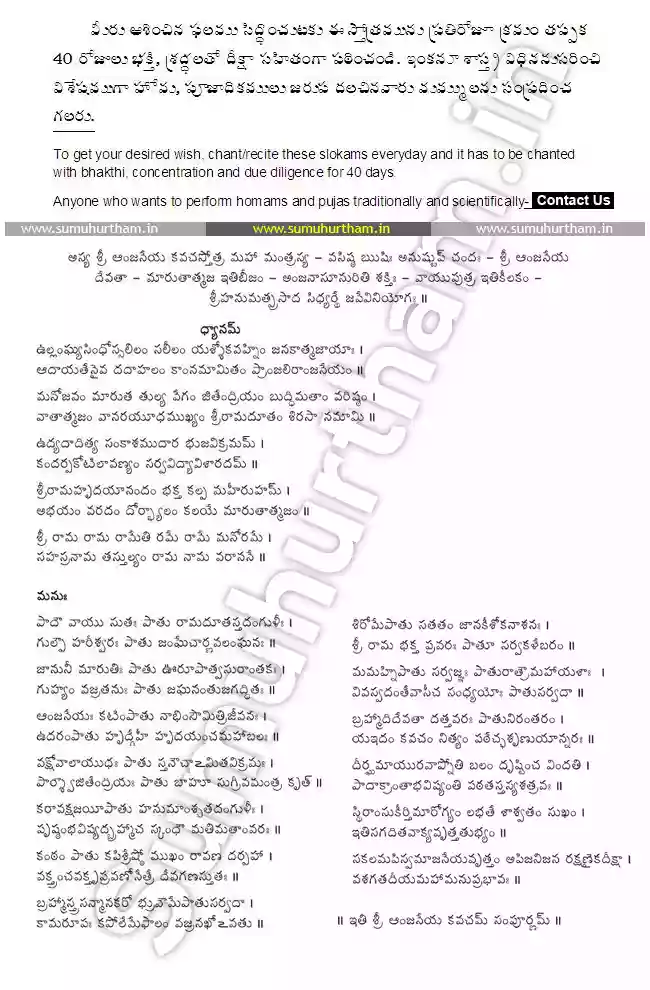 మీరు ఆశించిన ఫలము సిద్ధించుటకు ఈ స్తోత్రమును ప్రతిరోజూ క్రమం తప్పక
40 రోజులు భక్తి, శ్రద్ధలతో దీక్షా సహితంగా పఠించండి. ఇంకనూ శాస్త్ర విధిననుసరించి
విశేషముగా హోమ, పూజాదికములు జరుప దలచినవారు మమ్ములను సంప్రదించ
గలరు.
To get your desired wish, chant/recite these slokams everyday and it has to be chanted
with bhakthi, concentration and due diligence for 40 days.
Anyone who wants to perform homams and pujas traditionally and scientifically- Contact Us
www.sumuhurtham.in www.sumuhurtham.in www.sumuhurtham.in
అస్య శ్రీ ఆంజనేయ కవచస్తోత్ర మహా మంత్రస్య – వసిష్ఠ ఋషిః అనుష్టుప్ చందః – శ్రీ ఆంజనేయ
దేవతా – మారుతాత్మజ ఇతిబీజం – అంజనాసూనురితి శక్తిః – వాయుపుత్ర ఇతికీలకం –
శ్రీహనుమత్ప్రసాద సిధ్యర్థే జపేవినియోగః ॥
ధ్యానమ్
ఉల్లంఘ్యసింధోస్సలిలం సలీలం యశ్శోకవహ్నిం జనకాత్మజాయాః ।
ఆదాయతేనైవ దదాహలం కాంనమామితం ప్రాంజలిరాంజనేయం ॥
మనోజవం మారుత తుల్య వేగం జితేంద్రియం బుద్ధిమతాం వరిష్ఠం ।
వాతాత్మజం వానరయూధముఖ్యం శ్రీరామదూతం శిరసా నమామి ॥
ఉద్యదాదిత్య సంకాశముదార భుజవిక్రమమ్ ।
కందర్పకోటిలావణ్యం సర్వవిద్యావిశారదమ్ ॥
శ్రీరామహృదయానందం భక్త కల్ప మహీరుహమ్ ।
అభయం వరదం దోర్భ్యాలం కలయే మారుతాత్మజం ॥
శ్రీ రామ రామ రామేతి రమే రామే మనోరమే ।
సహస్రనామ తస్తుల్యం రామ నామ వరాననే ॥
మనుః
పాదౌ వాయు సుతః పాతు రామదూతస్తదంగుళీః ।
గుల్ఫౌ హరీశ్వరః పాతు జంఘేచార్ణవలంఘనః ॥
జానునీ మారుతిః పాతు ఊరూపాత్వసురాంతకః ।
గుహ్యం వజ్రతనుః పాతు జఘనంతుజగద్ధితః ॥
ఆంజనేయః కటింపాతు నాభింసౌమిత్రిజీవనః ।
ఉదరంపాతు హృద్గేహీ హృదయంచమహాబలః ॥
వక్షోవాలాయుధః పాతు స్తనౌచాఽమితవిక్రమః ।
పార్శ్వౌజితేంద్రియః పాతు బాహూ సుగ్రీవమంత్ర కృత్ ॥
కరావక్షజయీపాతు హనుమాంశ్చతదంగుళీః ।
పృష్ఠంభవిష్యద్బ్రహ్మాచ స్కంధౌ మతిమతాంవరః ॥
కంఠం పాతు కపిశ్రేష్ఠో ముఖం రావణ దర్పహా ।
వక్త్రంచవక్తృప్రవణోనేత్రే దేవగణస్తుతః ॥
బ్రహ్మాస్త్రసన్మానకరో భ్రువౌమేపాతుసర్వదా ।
కామరూపః కపోలేమేఫాలం వజ్రనఖోఽవతు ॥
శిరోమేపాతు సతతం జానకీశోకనాశనః ।
శ్రీ రామ భక్త ప్రవరః పాతూ సర్వకళేబరం ॥
మమహ్నిపాతు సర్వజ్ఞః పాతురాత్రౌమహాయశాః ।
వివస్వదంతేవాసీచ సంధ్యయోః పాతుసర్వదా ॥
బ్రహ్మాదిదేవతా దత్తవరః పాతునిరంతరం ।
యఇదం కవచం నిత్యం పఠేచ్ఛశృణుయాన్నరః ॥
దీర్ఘమాయురవాప్నోతి బలం దృష్టించ విందతి ।
పాదాక్రాంతాభవిష్యంతి పఠతస్తస్యశత్రవః ॥
స్థిరాంసుకీర్తిమారోగ్యం లభతే శాశ్వతం సుఖం ।
ఇతినిగదితవాక్యవృత్తతుభ్యం ।
సకలమపిస్వమాజనేయవృత్తం అపిజనిజన రక్షణైకదీక్షా ।
వశగతదీయమహామనుప్రభావః ॥
॥ ఇతి శ్రీ ఆంజనేయ కవచమ్ సంపూర్ణమ్ ॥
sumuhurtham.in
sumuhurtham.in